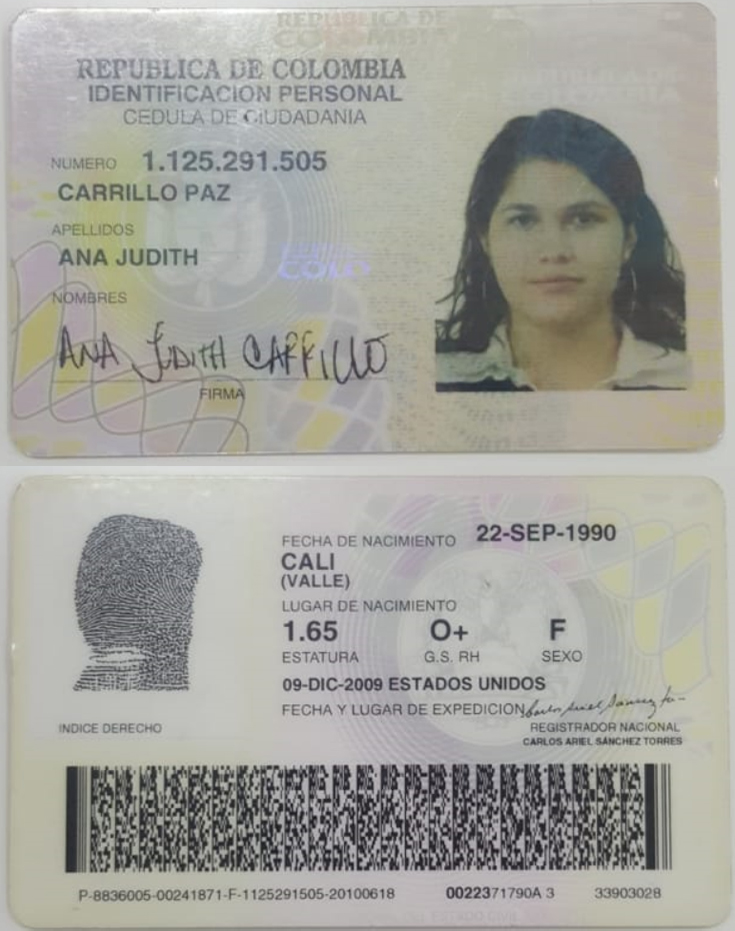 REPUBLICA DE COLOMBIA
IDENTIFICACION PERSONAL
CEDULA DE CIUDADANIA
NUMERO 1.125.291.505
CARRILLO PAZ
APELLIDOS
ANA JUDITH
NOMBRES
ANA JUDITH CARRILLO
FIRMA
FECHA DE NACIMIENTO 22-SEP-1990
CALI
(VALLE)
LUGAR DE NACIMIENTO
1.65 O+ F
ESTATURA G.S. RH SEXO
09-DIC-2009 ESTADOS UNIDOS
FECHA Y LUGAR DE EXPEDICION
INDICE DERECHO
REGISTRADOR NACIONAL
CARLOS ARIEL SÁNCHEZ TORRES
P-8836005-00241871-F-1125291505-20100618 0022371790A 3 33903028